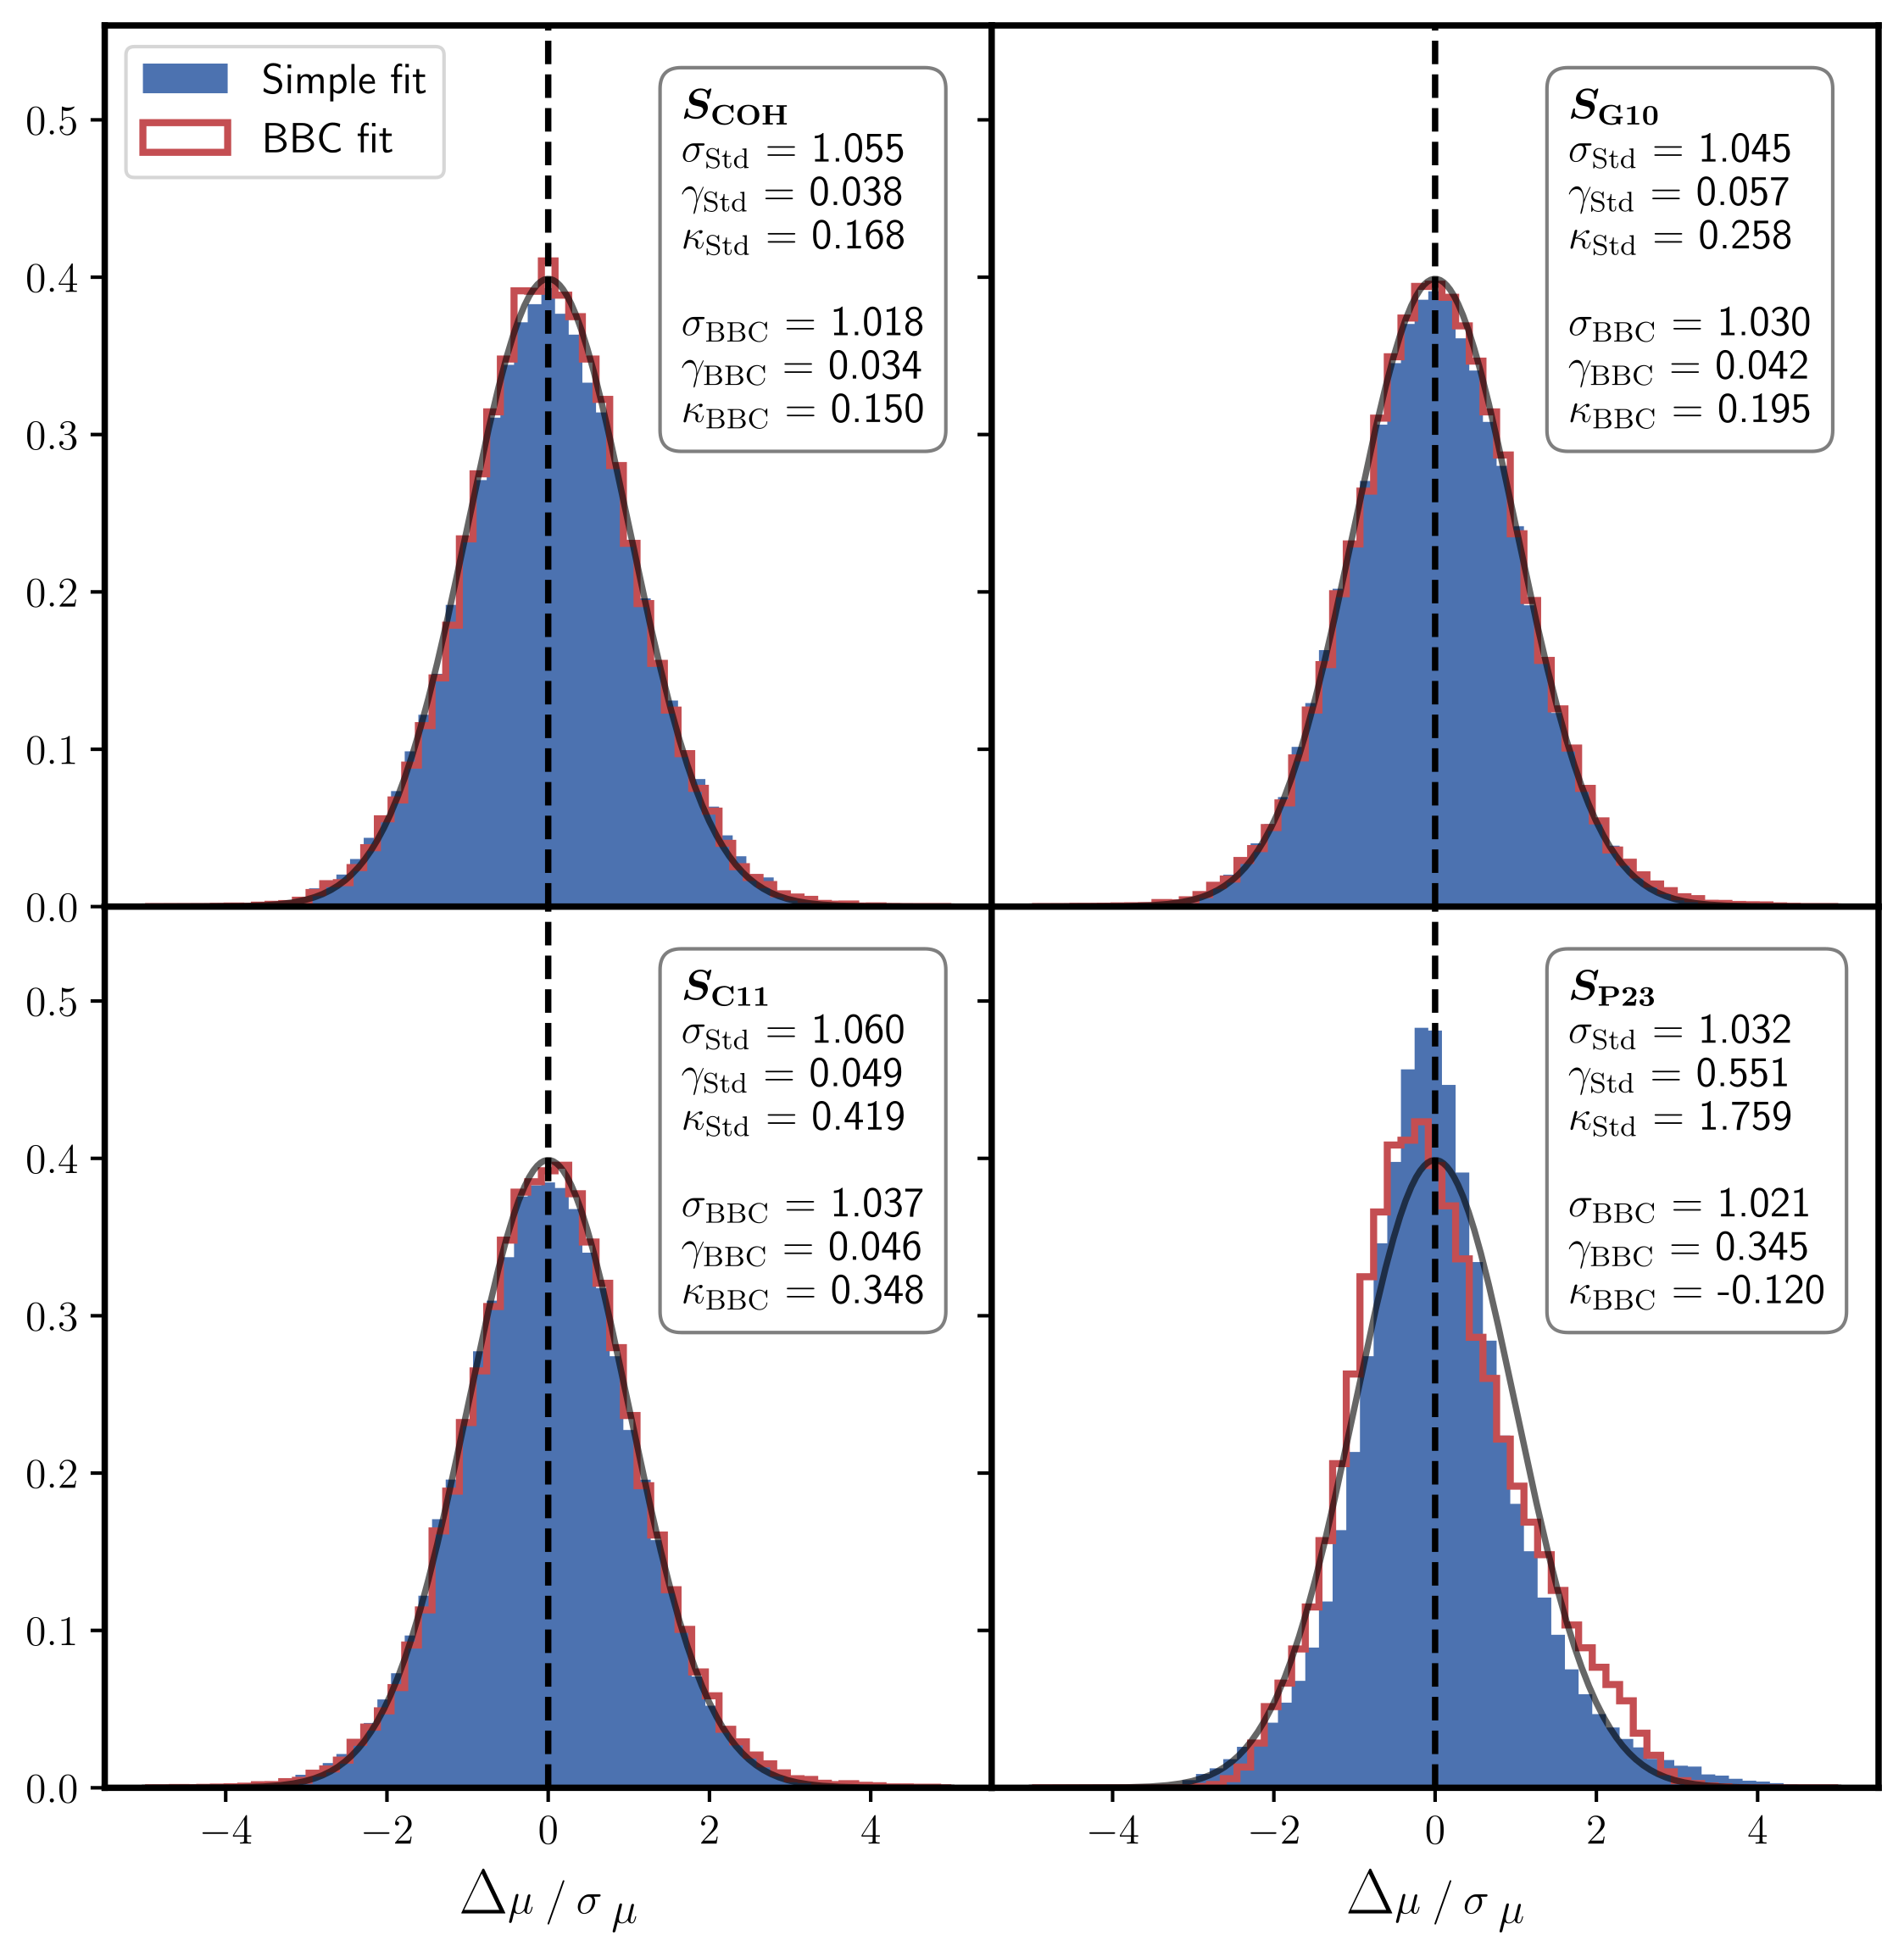 Simple fit
BBC fit
S_COH
σ_Std = 1.055
γ_Std = 0.038
κ_Std = 0.168
σ_BBC = 1.018
γ_BBC = 0.034
κ_BBC = 0.150
S_G10
σ_Std = 1.045
γ_Std = 0.057
κ_Std = 0.258
σ_BBC = 1.030
γ_BBC = 0.042
κ_BBC = 0.195
0.5
0.4
0.3
0.2
0.1
0.0
S_C11
σ_Std = 1.060
γ_Std = 0.049
κ_Std = 0.419
σ_BBC = 1.037
γ_BBC = 0.046
κ_BBC = 0.348
S_P23
σ_Std = 1.032
γ_Std = 0.551
κ_Std = 1.759
σ_BBC = 1.021
γ_BBC = 0.345
κ_BBC = -0.120
0.5
0.4
0.3
0.2
0.1
0.0
−4 −2 0 2 4
−4 −2 0 2 4
Δμ / σ_μ
Δμ / σ_μ